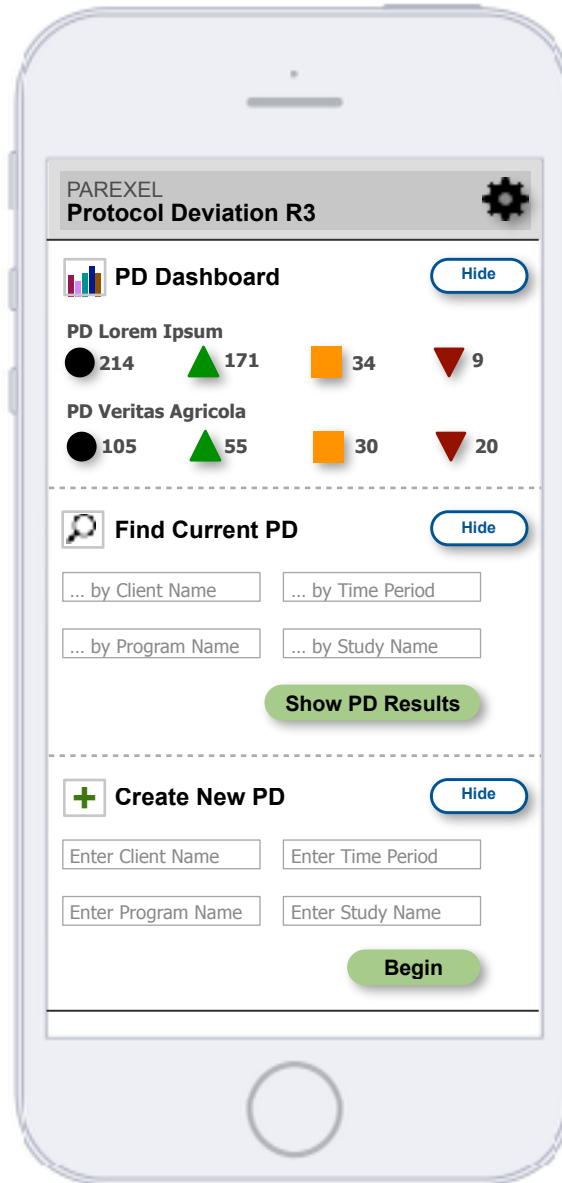 PAREXEL
Protocol Deviation R3
PD Dashboard
Hide
PD Lorem Ipsum
214 171 34 9
PD Veritas Agricola
105 55 30 20
Find Current PD
Hide
... by Client Name
... by Time Period
... by Program Name
... by Study Name
Show PD Results
Create New PD
Hide
Enter Client Name
Enter Time Period
Enter Program Name
Enter Study Name
Begin